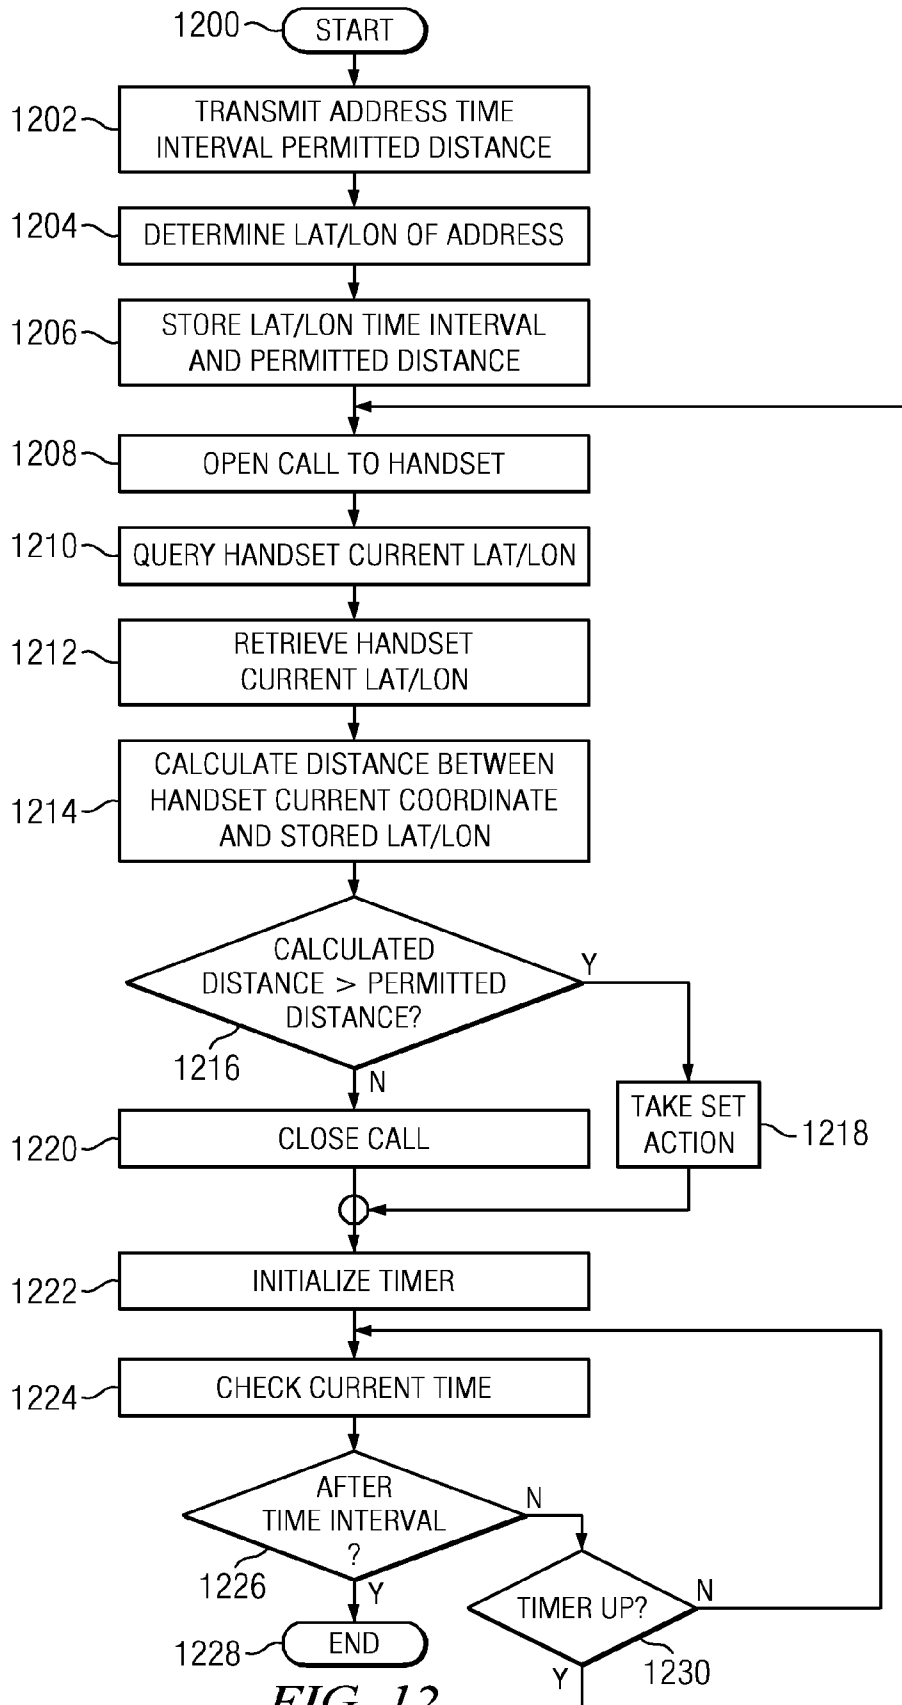 1200
START
1202
TRANSMIT ADDRESS TIME
INTERVAL PERMITTED DISTANCE
1204
DETERMINE LAT/LON OF ADDRESS
1206
STORE LAT/LON TIME INTERVAL
AND PERMITTED DISTANCE
1208
OPEN CALL TO HANDSET
1210
QUERY HANDSET CURRENT LAT/LON
1212
RETRIEVE HANDSET
CURRENT LAT/LON
1214
CALCULATE DISTANCE BETWEEN
HANDSET CURRENT COORDINATE
AND STORED LAT/LON
CALCULATED
DISTANCE > PERMITTED
DISTANCE?
Y
1216
N
TAKE SET
ACTION
1218
1220
CLOSE CALL
1222
INITIALIZE TIMER
1224
CHECK CURRENT TIME
AFTER
TIME INTERVAL
?
N
1226
Y
TIMER UP?
N
1228
END
1230
Y
FIG. 12